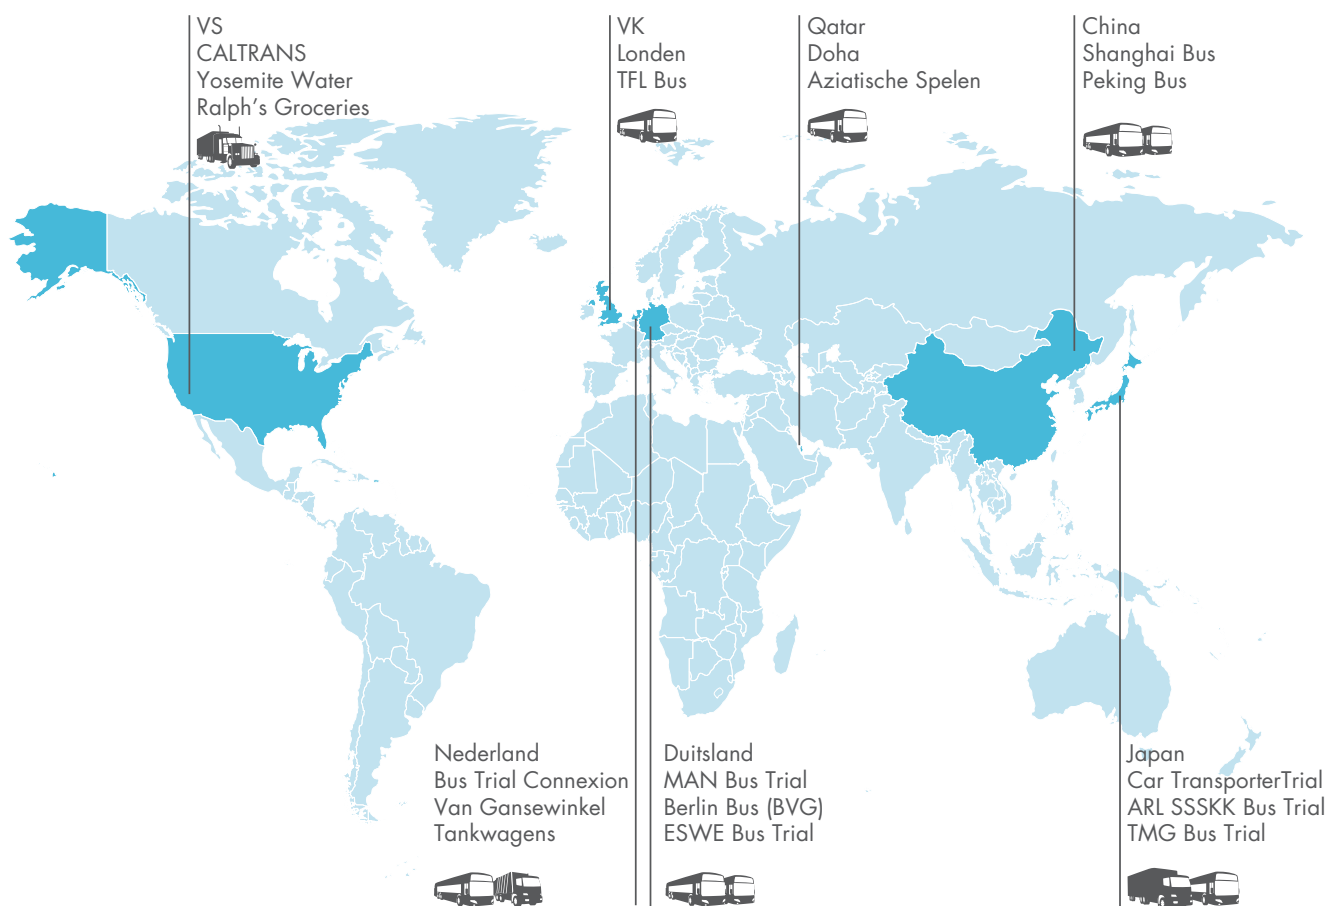 VS
CALTRANS
Yosemite Water
Ralph's Groceries
VK
Londen
TFL Bus
Qatar
Doha
Aziatische Spelen
China
Shanghai Bus
Peking Bus
Nederland
Bus Trial Connexion
Van Gansewinkel
Tankwagens
Duitsland
MAN Bus Trial
Berlin Bus (BVG)
ESWE Bus Trial
Japan
Car TransporterTrial
ARL SSSKK Bus Trial
TMG Bus Trial